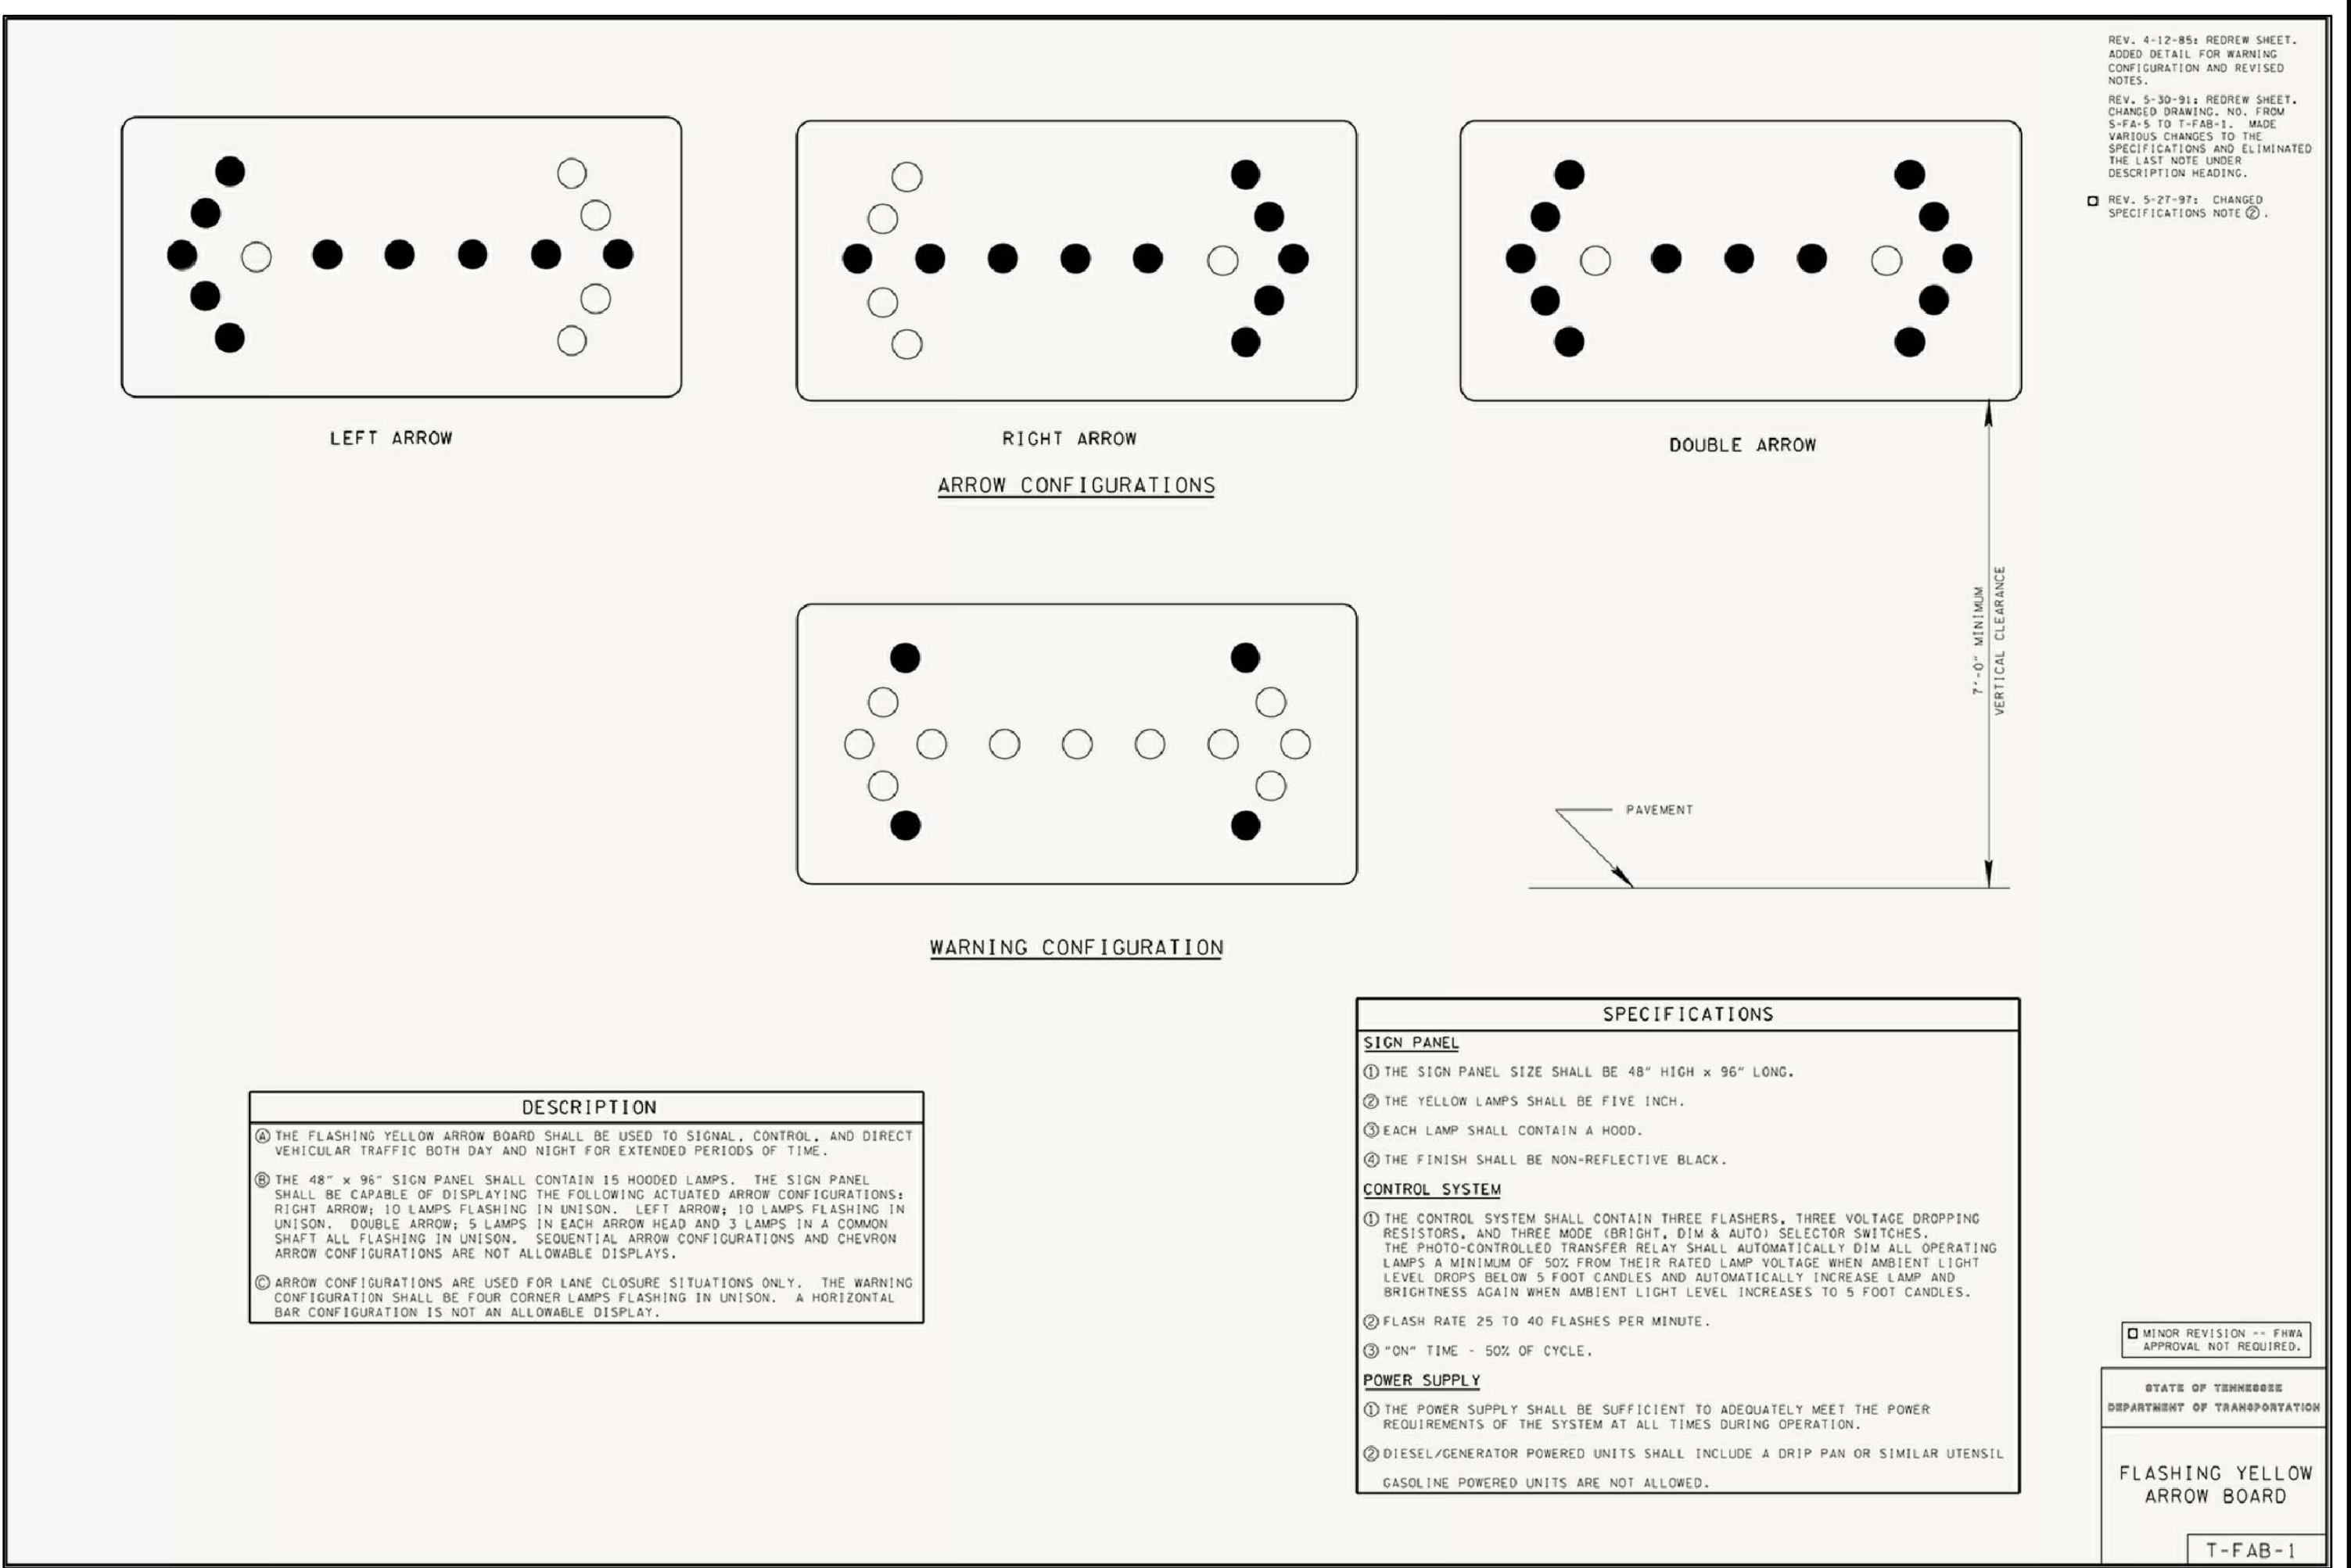 REV. 4-12-85: REDREW SHEET.
ADDED DETAIL FOR WARNING
CONFIGURATION AND REVISED
NOTES.
REV. 5-30-91: REDREW SHEET.
CHANGED DRAWING. NO. FROM
S-FA-5 TO T-FAB-1. MADE
VARIOUS CHANGES TO THE
SPECIFICATIONS AND ELIMINATED
THE LAST NOTE UNDER
DESCRIPTION HEADING.
REV. 5-27-97: CHANGED
SPECIFICATIONS NOTE ②.
LEFT ARROW
RIGHT ARROW
DOUBLE ARROW
ARROW CONFIGURATIONS
7'-0" MINIMUM
VERTICAL CLEARANCE
PAVEMENT
WARNING CONFIGURATION
DESCRIPTION
Ⓐ THE FLASHING YELLOW ARROW BOARD SHALL BE USED TO SIGNAL, CONTROL, AND DIRECT
VEHICULAR TRAFFIC BOTH DAY AND NIGHT FOR EXTENDED PERIODS OF TIME.
Ⓑ THE 48" x 96" SIGN PANEL SHALL CONTAIN 15 HOODED LAMPS. THE SIGN PANEL
SHALL BE CAPABLE OF DISPLAYING THE FOLLOWING ACTUATED ARROW CONFIGURATIONS:
RIGHT ARROW; 10 LAMPS FLASHING IN UNISON. LEFT ARROW; 10 LAMPS FLASHING IN
UNISON. DOUBLE ARROW; 5 LAMPS IN EACH ARROW HEAD AND 3 LAMPS IN A COMMON
SHAFT ALL FLASHING IN UNISON. SEQUENTIAL ARROW CONFIGURATIONS AND CHEVRON
ARROW CONFIGURATIONS ARE NOT ALLOWABLE DISPLAYS.
Ⓒ ARROW CONFIGURATIONS ARE USED FOR LANE CLOSURE SITUATIONS ONLY. THE WARNING
CONFIGURATION SHALL BE FOUR CORNER LAMPS FLASHING IN UNISON. A HORIZONTAL
BAR CONFIGURATION IS NOT AN ALLOWABLE DISPLAY.
SPECIFICATIONS
SIGN PANEL
① THE SIGN PANEL SIZE SHALL BE 48" HIGH x 96" LONG.
② THE YELLOW LAMPS SHALL BE FIVE INCH.
③ EACH LAMP SHALL CONTAIN A HOOD.
④ THE FINISH SHALL BE NON-REFLECTIVE BLACK.
CONTROL SYSTEM
① THE CONTROL SYSTEM SHALL CONTAIN THREE FLASHERS, THREE VOLTAGE DROPPING
RESISTORS, AND THREE MODE (BRIGHT, DIM & AUTO) SELECTOR SWITCHES.
THE PHOTO-CONTROLLED TRANSFER RELAY SHALL AUTOMATICALLY DIM ALL OPERATING
LAMPS A MINIMUM OF 50% FROM THEIR RATED LAMP VOLTAGE WHEN AMBIENT LIGHT
LEVEL DROPS BELOW 5 FOOT CANDLES AND AUTOMATICALLY INCREASE LAMP AND
BRIGHTNESS AGAIN WHEN AMBIENT LIGHT LEVEL INCREASES TO 5 FOOT CANDLES.
② FLASH RATE 25 TO 40 FLASHES PER MINUTE.
③ "ON" TIME - 50% OF CYCLE.
POWER SUPPLY
① THE POWER SUPPLY SHALL BE SUFFICIENT TO ADEQUATELY MEET THE POWER
REQUIREMENTS OF THE SYSTEM AT ALL TIMES DURING OPERATION.
② DIESEL/GENERATOR POWERED UNITS SHALL INCLUDE A DRIP PAN OR SIMILAR UTENSIL
GASOLINE POWERED UNITS ARE NOT ALLOWED.
MINOR REVISION -- FHWA
APPROVAL NOT REQUIRED.
STATE OF TENNESSEE
DEPARTMENT OF TRANSPORTATION
FLASHING YELLOW
ARROW BOARD
T-FAB-1